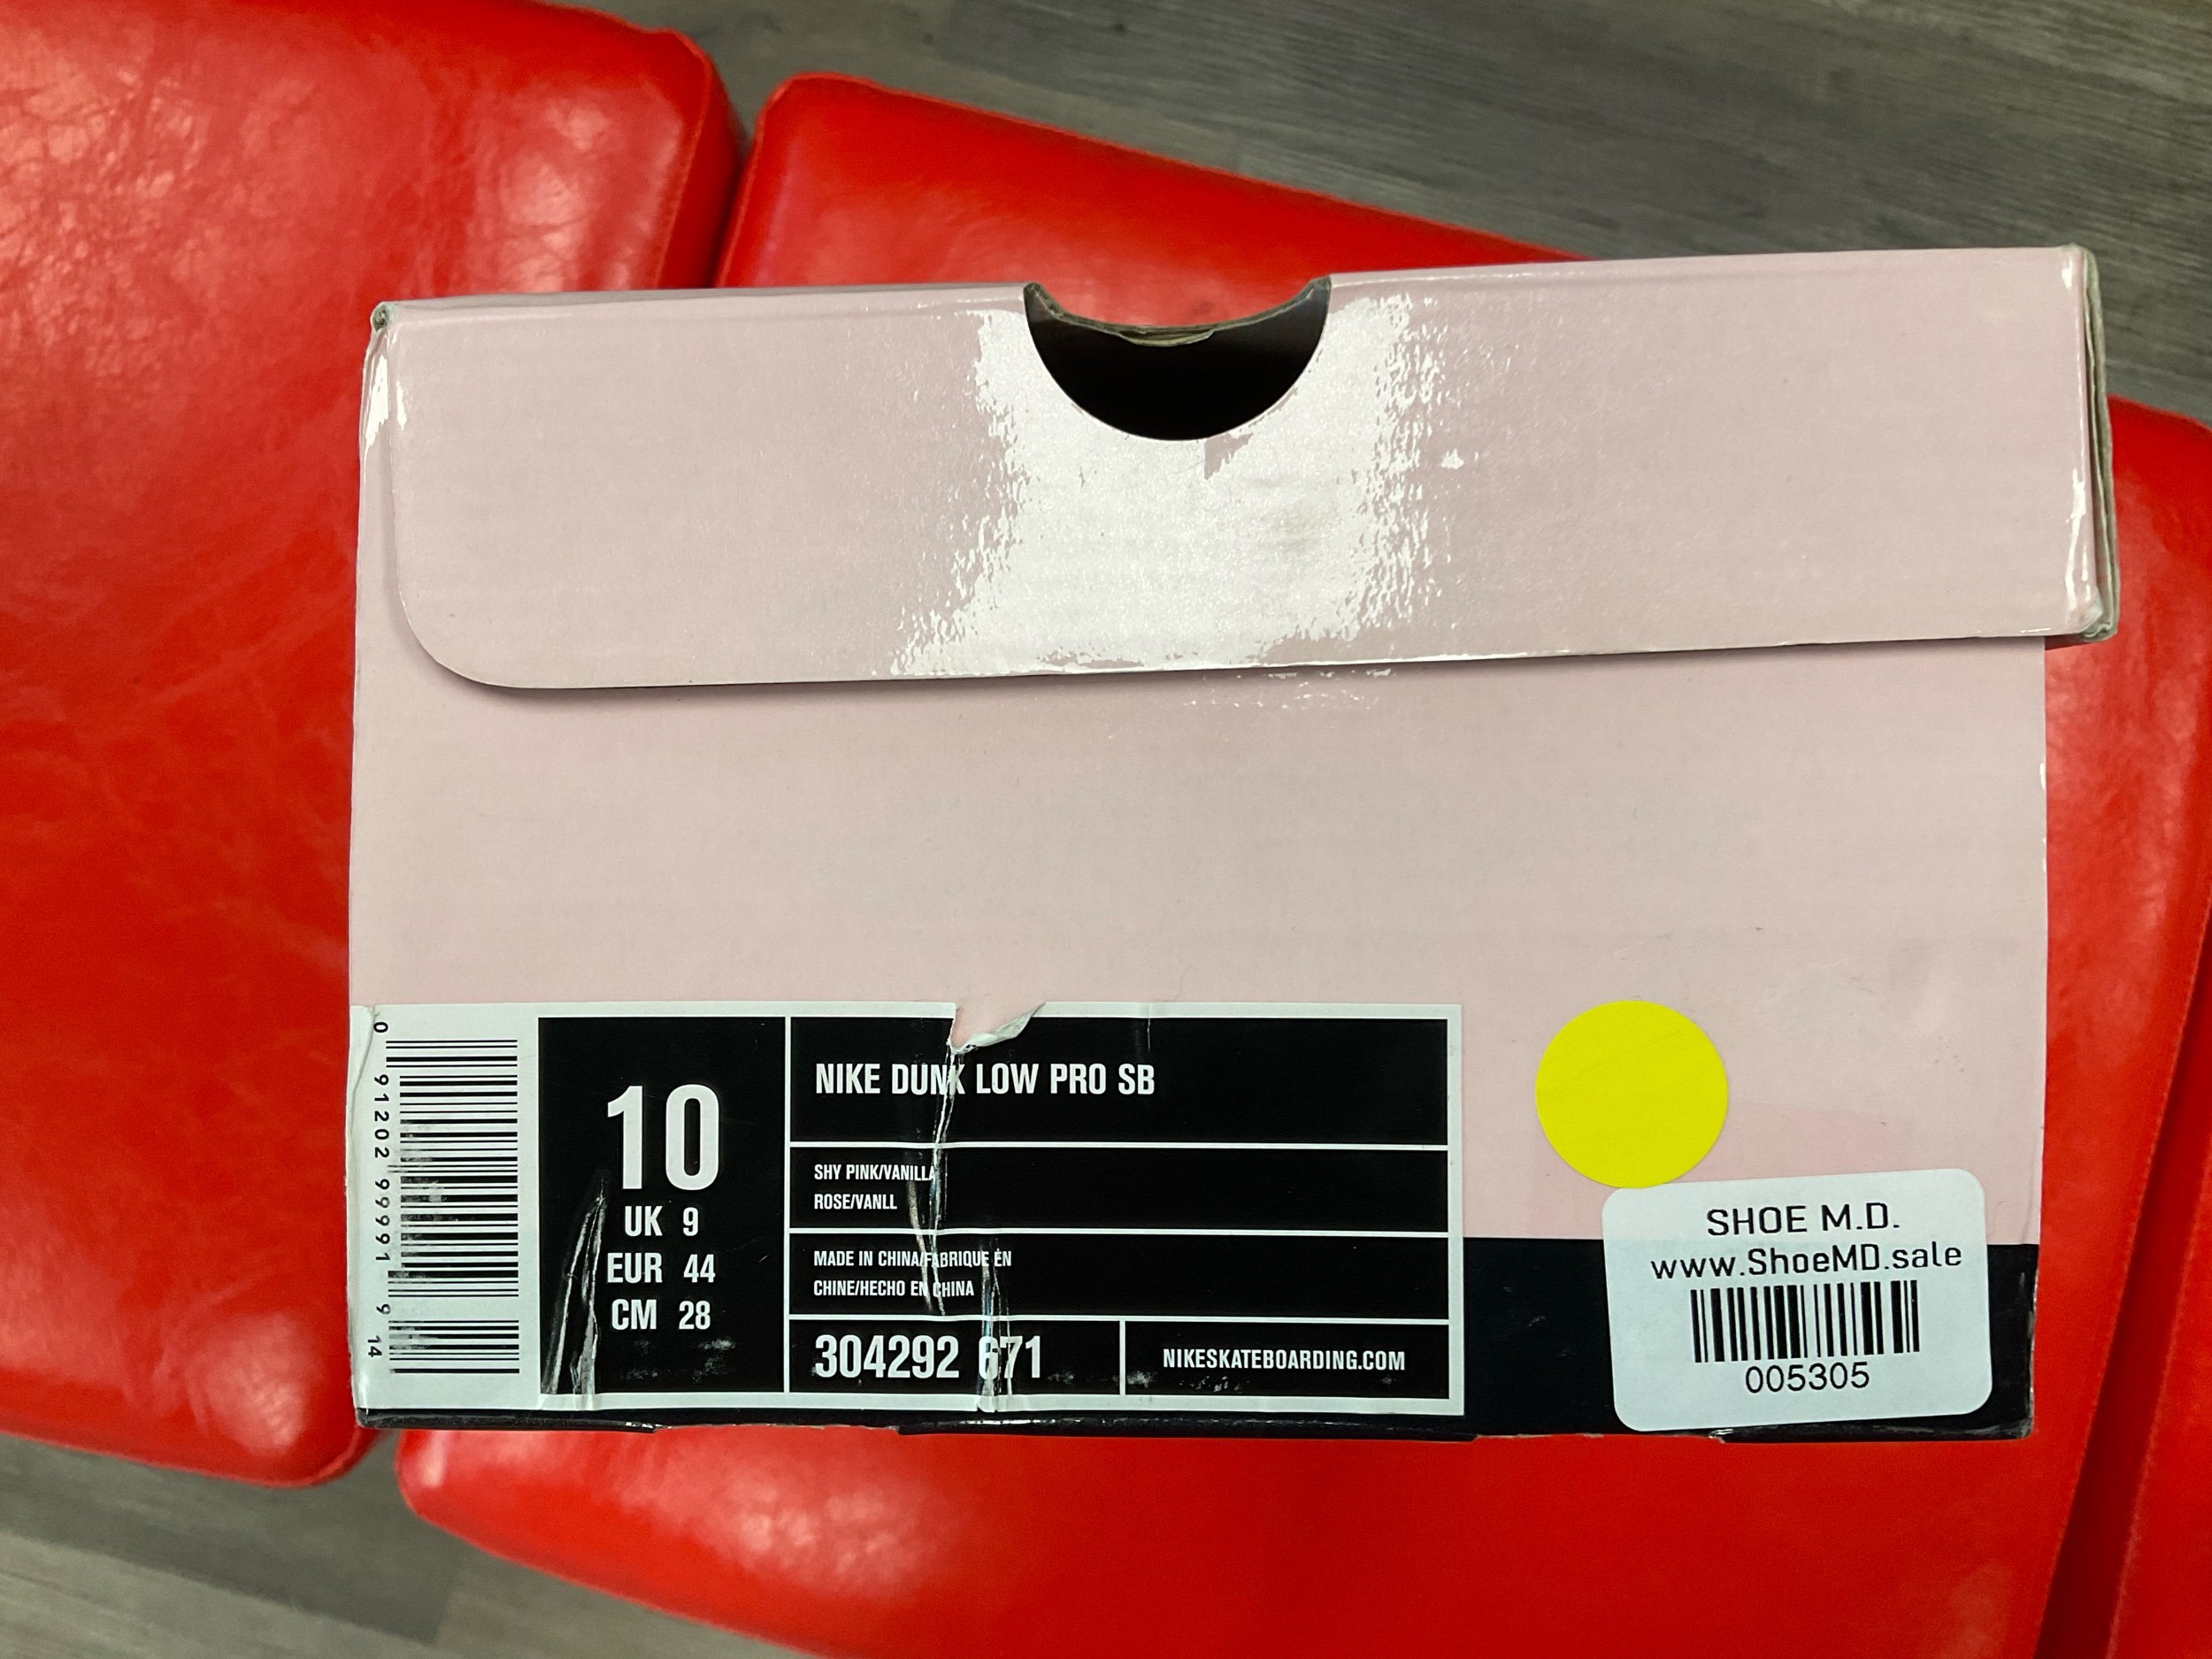 0 91202 99991 9 14
10
UK 9
EUR 44
CM 28
NIKE DUNK LOW PRO SB
SHY PINK/VANILLA
ROSE/VANLL
MADE IN CHINA/FABRIQUE EN
CHINE/HECHO EN CHINA
304292 671
NIKESKATEBOARDING.COM
SHOE M.D.
www.ShoeMD.sale
005305